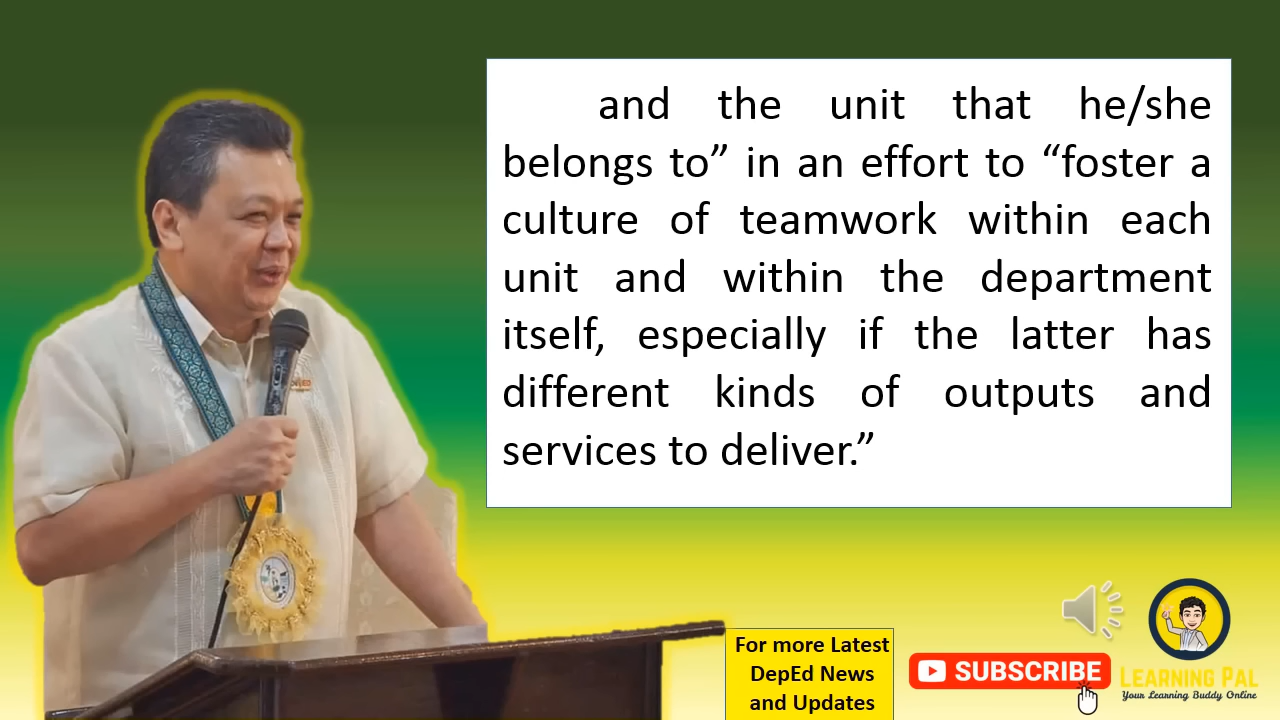 and the unit that he/she
belongs to” in an effort to “foster a
culture of teamwork within each
unit and within the department
itself, especially if the latter has
different kinds of outputs and
services to deliver.”
For more Latest
DepEd News
and Updates
SUBSCRIBE
LEARNING PAL
Your Learning Buddy Online